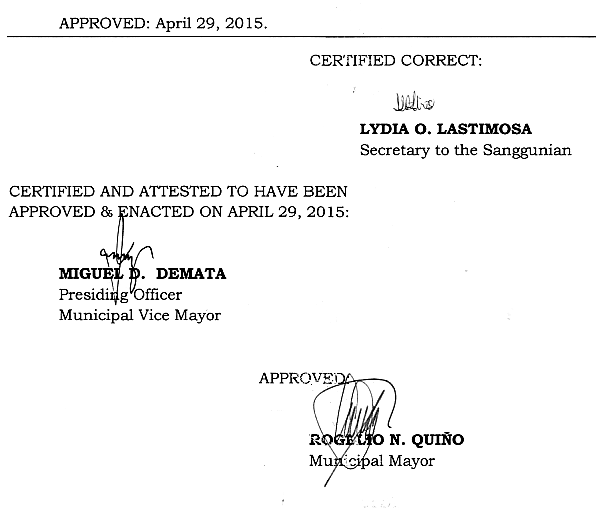 APPROVED: April 29, 2015.
CERTIFIED CORRECT:
LYDIA O. LASTIMOSA
Secretary to the Sanggunian
CERTIFIED AND ATTESTED TO HAVE BEEN
APPROVED & ENACTED ON APRIL 29, 2015:
MIGUEL D. DEMATA
Presiding Officer
Municipal Vice Mayor
APPROVED:
ROGELIO N. QUIÑO
Municipal Mayor